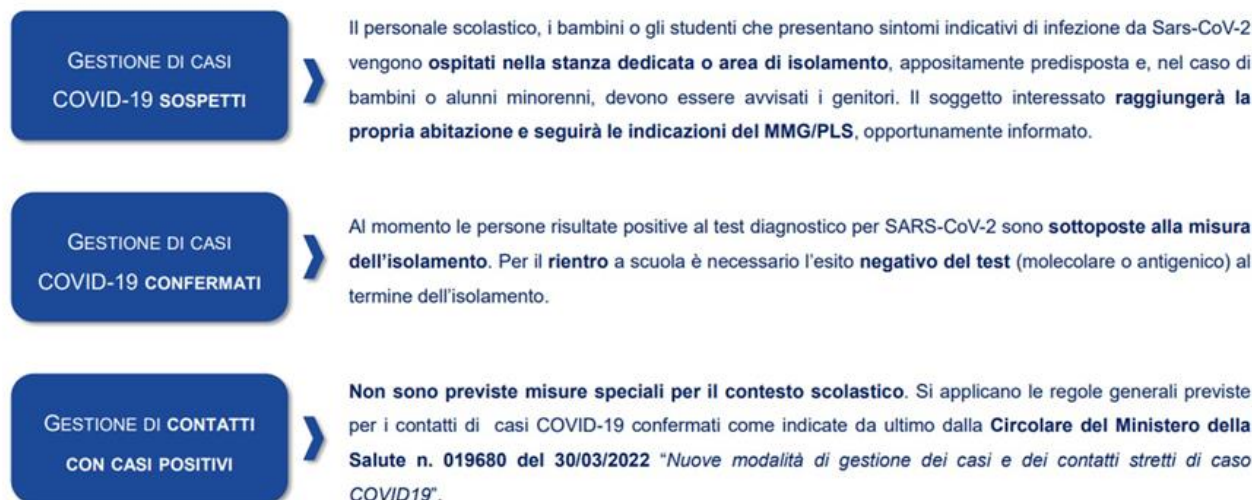 GESTIONE DI CASI
COVID-19 SOSPETTI
Il personale scolastico, i bambini o gli studenti che presentano sintomi indicativi di infezione da Sars-CoV-2
vengono ospitati nella stanza dedicata o area di isolamento, appositamente predisposta e, nel caso di
bambini o alunni minorenni, devono essere avvisati i genitori. Il soggetto interessato raggiungerà la
propria abitazione e seguirà le indicazioni del MMG/PLS, opportunamente informato.
GESTIONE DI CASI
COVID-19 CONFERMATI
Al momento le persone risultate positive al test diagnostico per SARS-CoV-2 sono sottoposte alla misura
dell'isolamento. Per il rientro a scuola è necessario l'esito negativo del test (molecolare o antigenico) al
termine dell'isolamento.
GESTIONE DI CONTATTI
CON CASI POSITIVI
Non sono previste misure speciali per il contesto scolastico. Si applicano le regole generali previste
per i contatti di casi COVID-19 confermati come indicate da ultimo dalla Circolare del Ministero della
Salute n. 019680 del 30/03/2022 “Nuove modalità di gestione dei casi e dei contatti stretti di caso
COVID19”.